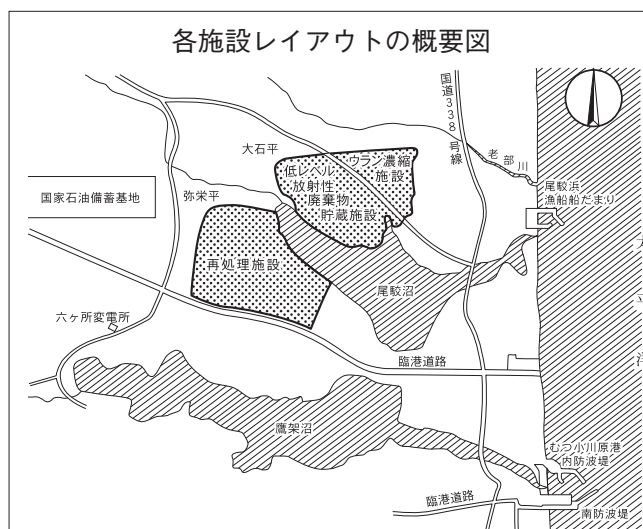 各施設レイアウトの概要図
国道338号線
老部川
大石平
ウラン濃縮
施設
低レベル
放射性
廃棄物
貯蔵施設
尾駮浜
漁船船だまり
国家石油備蓄基地
弥栄平
再処理施設
尾駮沼
六ヶ所変電所
臨港道路
鷹架沼
むつ小川原港
内防波堤
臨港道路
南防波堤